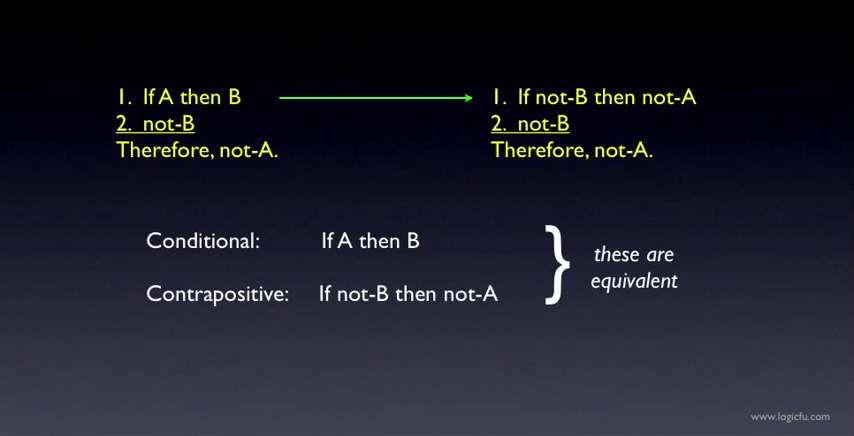 1. If A then B
2. not-B
Therefore, not-A.
1. If not-B then not-A
2. not-B
Therefore, not-A.
Conditional: If A then B
Contrapositive: If not-B then not-A
} these are
equivalent
www.logicfu.com